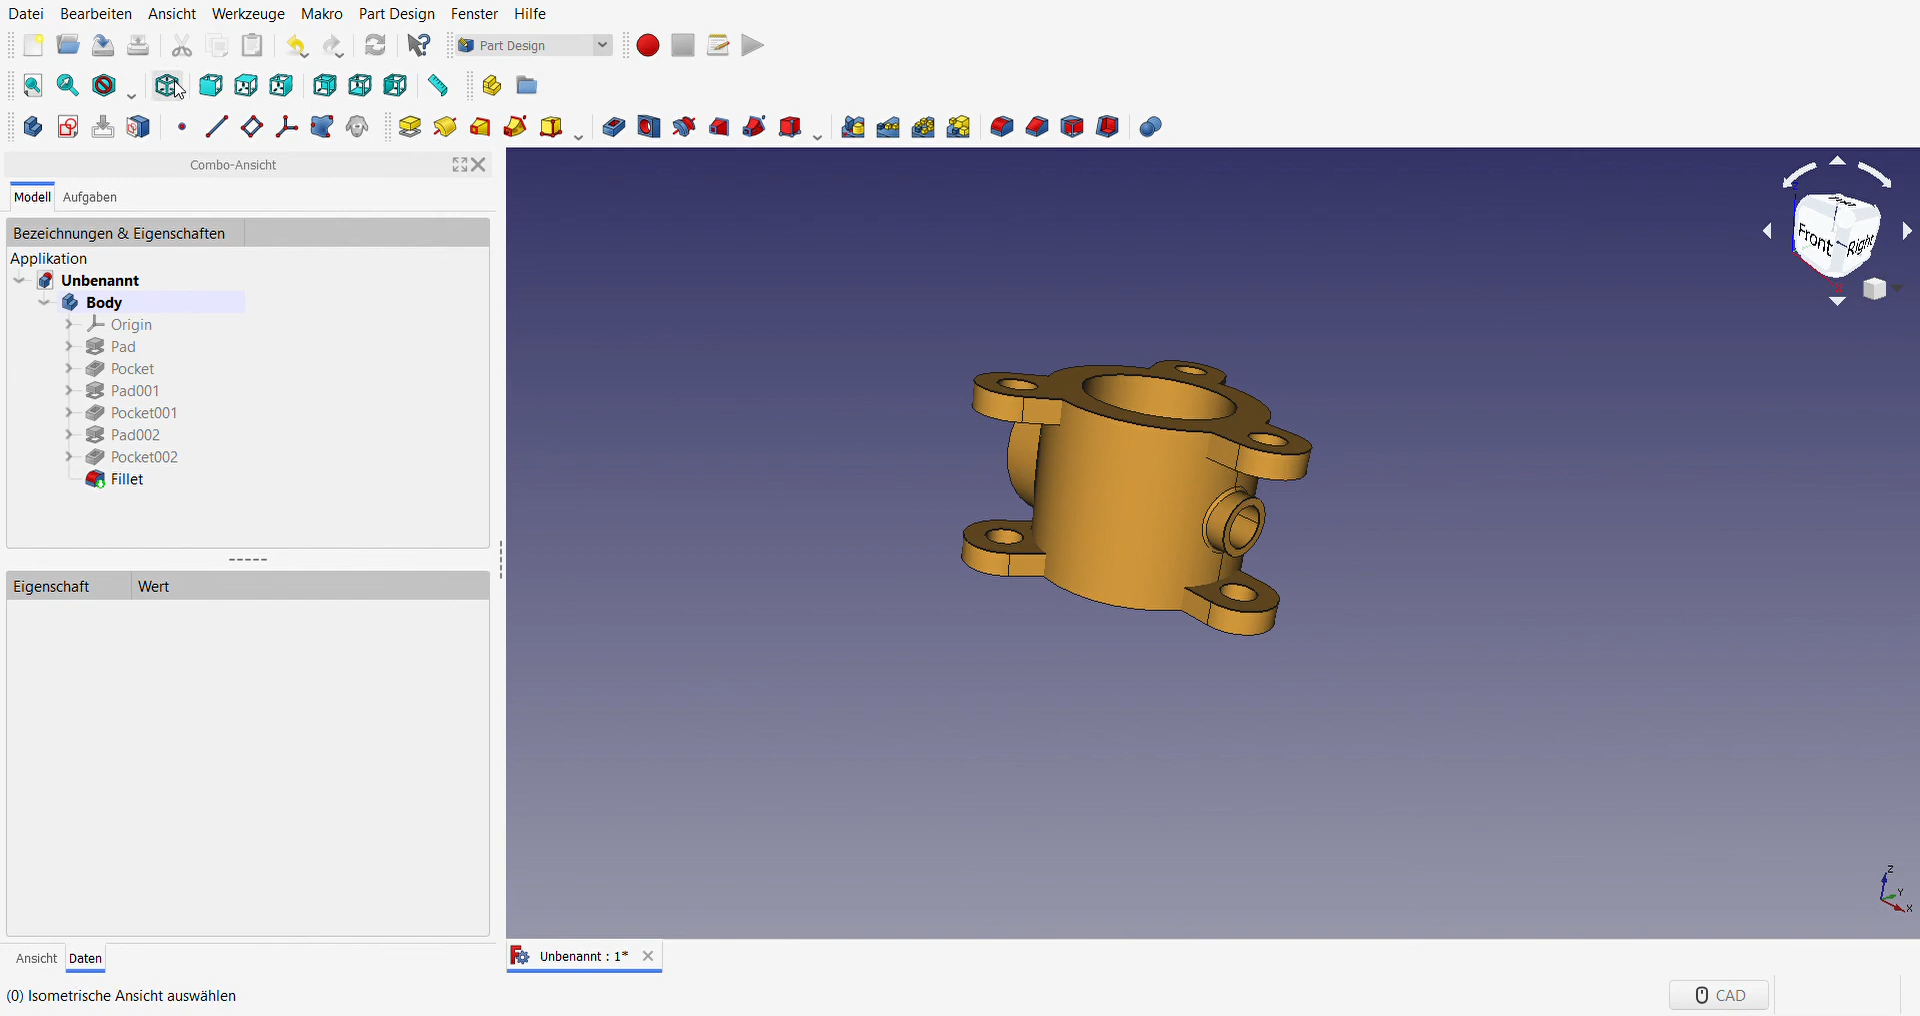 Datei Bearbeiten Ansicht Werkzeuge Makro Part Design Fenster Hilfe
Part Design
Combo-Ansicht
Modell Aufgaben
Bezeichnungen & Eigenschaften
Applikation
Unbenannt
Body
Origin
Pad
Pocket
Pad001
Pocket001
Pad002
Pocket002
Fillet
Eigenschaft Wert
Front Right
Z
Y
X
Ansicht Daten
Unbenannt : 1*
(0) Isometrische Ansicht auswählen
CAD